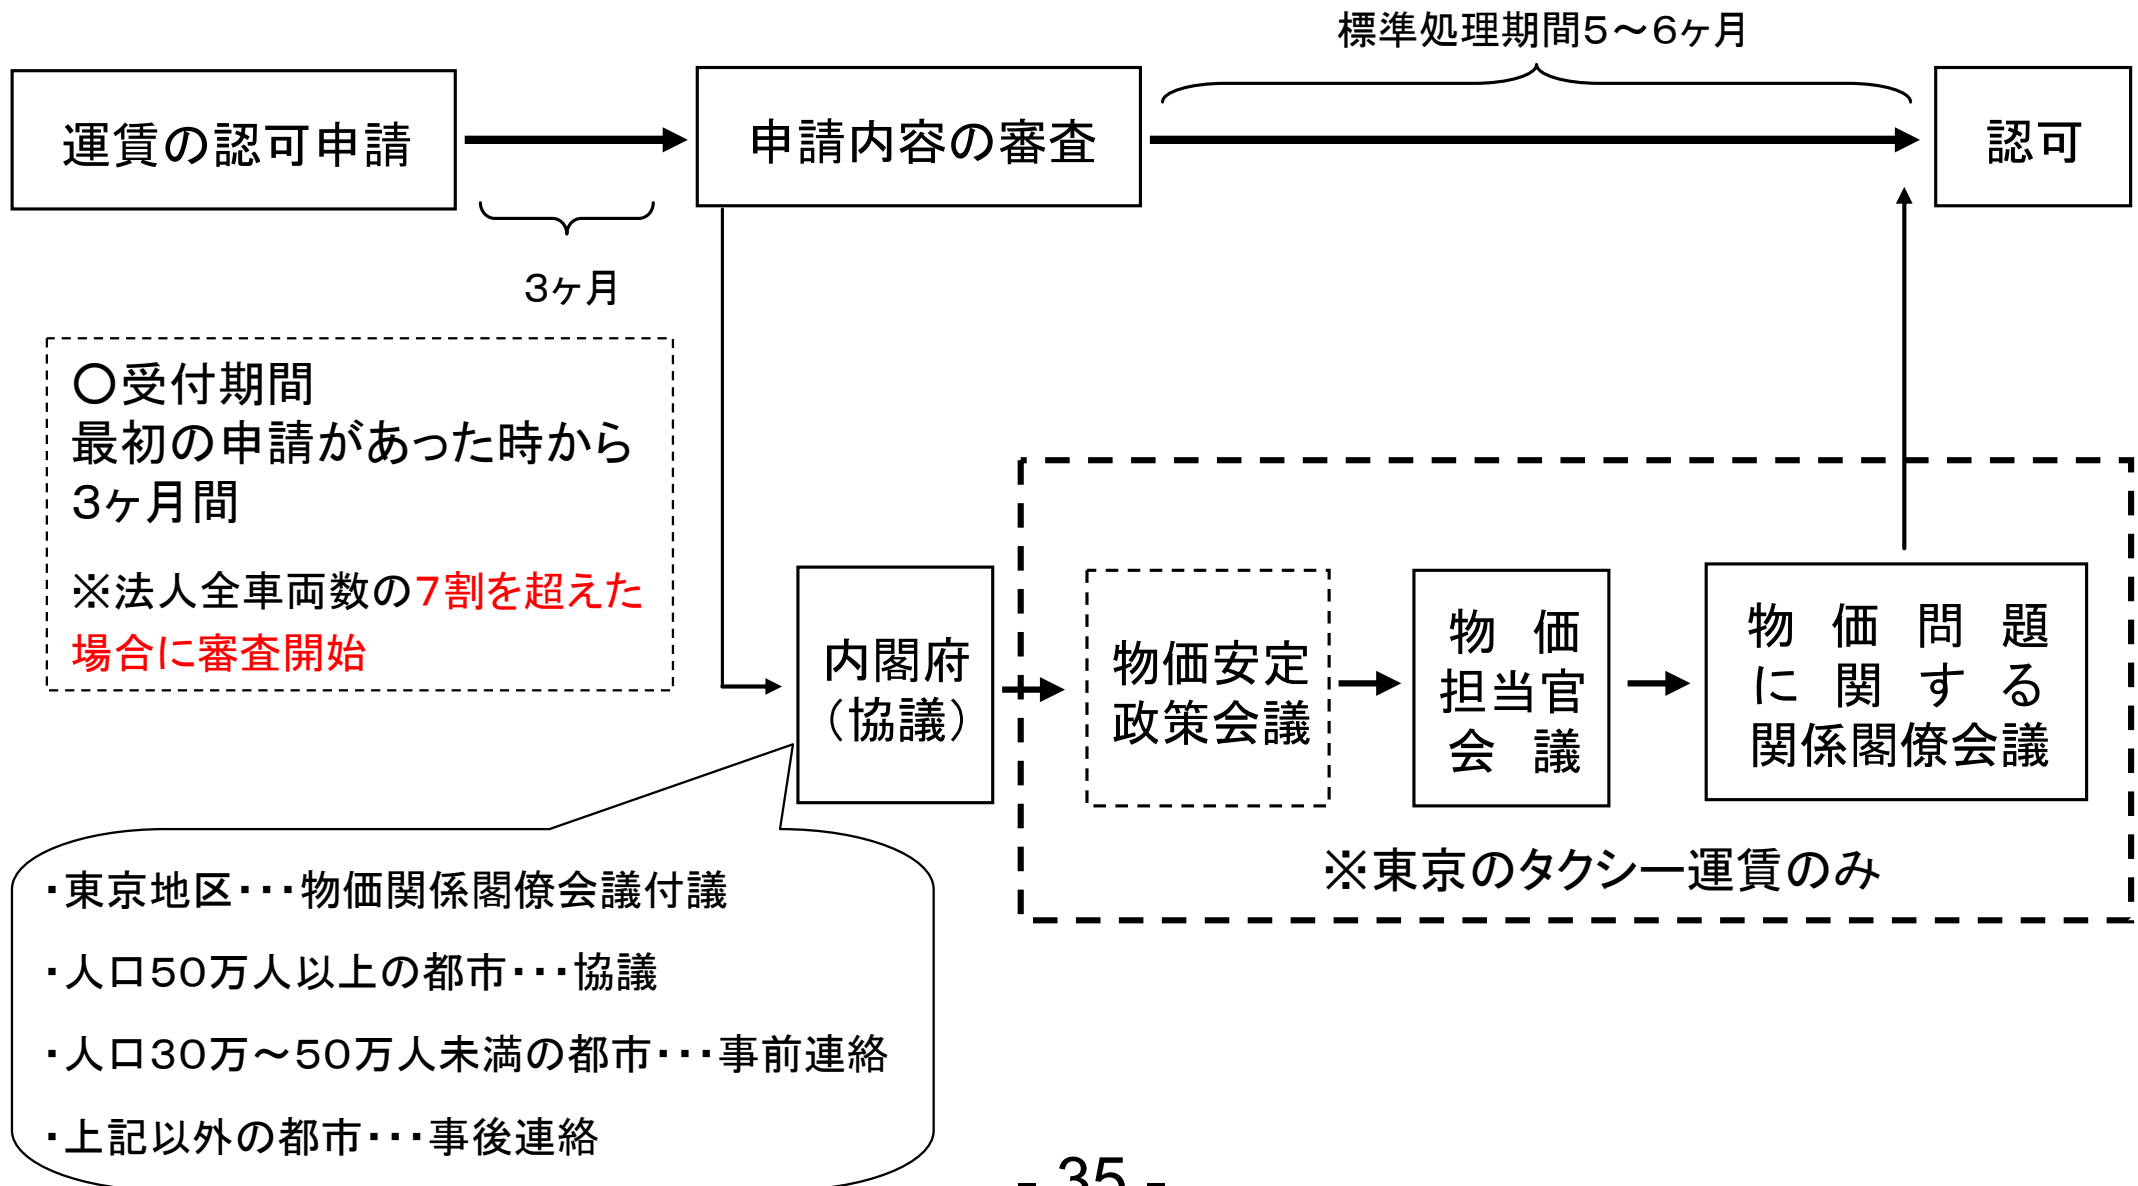 標準処理期間5～6ヶ月
運賃の認可申請
申請内容の審査
認可
3ヶ月
○受付期間
最初の申請があった時から
3ヶ月間
※法人全車両数の7割を超えた
場合に審査開始
内閣府
（協議）
物価安定
政策会議
物価
担当官
会議
物価問題
に関する
関係閣僚会議
※東京のタクシー運賃のみ
・東京地区・・・物価関係閣僚会議付議
・人口50万人以上の都市・・・協議
・人口30万～50万人未満の都市・・・事前連絡
・上記以外の都市・・・事後連絡
- 35 -